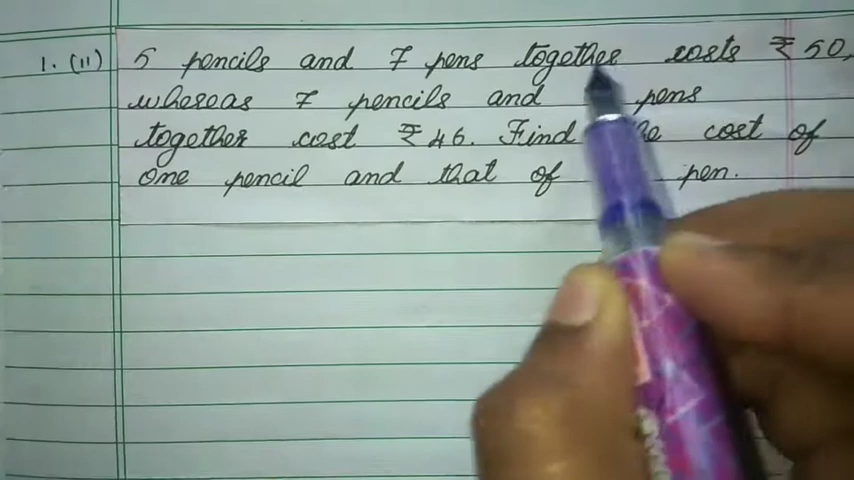 1. (ii) 5 pencils and 7 pens together costs ₹ 50,
whereas 7 pencils and pens
together cost ₹ 46. Find cost of
one pencil and that of pen.